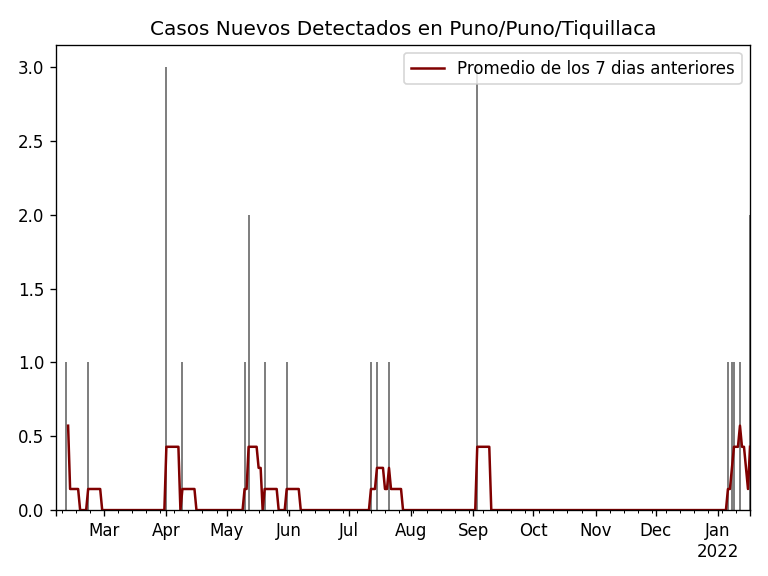 Casos Nuevos Detectados en Puno/Puno/Tiquillaca
Promedio de los 7 dias anteriores
3.0
2.5
2.0
1.5
1.0
0.5
0.0
Mar Apr May Jun Jul Aug Sep Oct Nov Dec Jan
2022